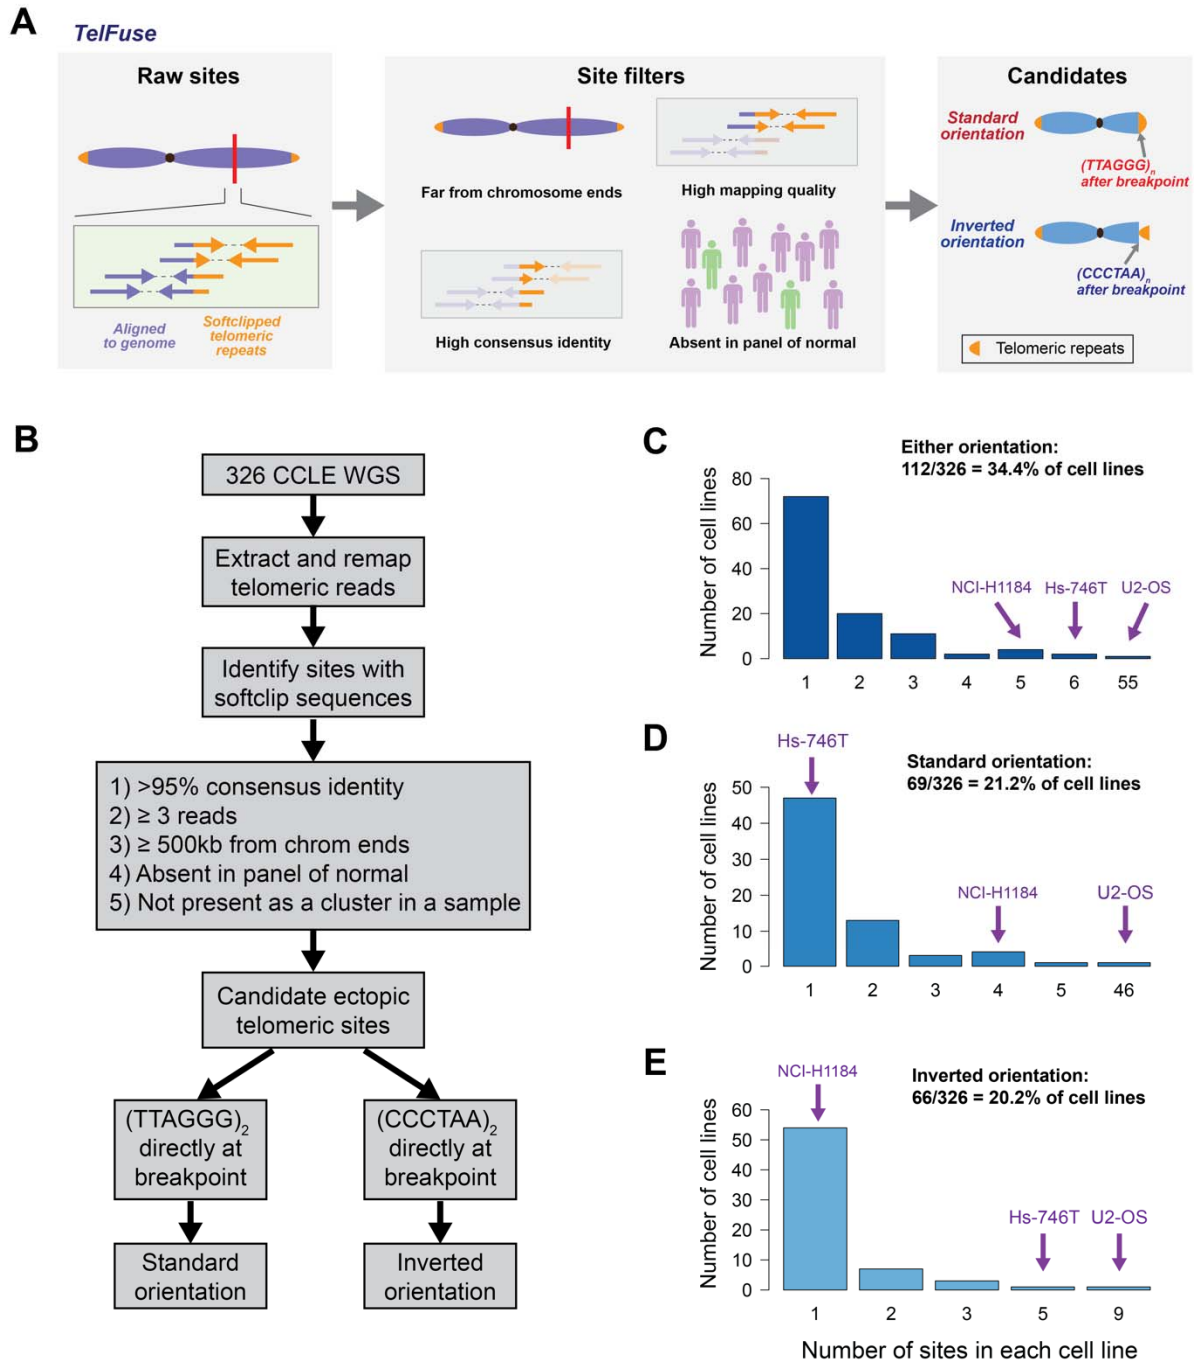 A
TelFuse
Raw sites
Aligned
to genome
Softclipped
telomeric
repeats
Site filters
Far from chromosome ends
High mapping quality
High consensus identity
Absent in panel of normal
Candidates
Standard
orientation
(TTAGGG)n
after breakpoint
Inverted
orientation
(CCCTAA)n
after breakpoint
Telomeric repeats
B
326 CCLE WGS
Extract and remap
telomeric reads
Identify sites with
softclip sequences
1) >95% consensus identity
2) ≥ 3 reads
3) ≥ 500kb from chrom ends
4) Absent in panel of normal
5) Not present as a cluster in a sample
Candidate ectopic
telomeric sites
(TTAGGG)2
directly at
breakpoint
(CCCTAA)2
directly at
breakpoint
Standard
orientation
Inverted
orientation
C
Either orientation:
112/326 = 34.4% of cell lines
Number of cell lines
80
60
40
20
0
NCI-H1184
Hs-746T
U2-OS
1 2 3 4 5 6 55
D
Standard orientation:
69/326 = 21.2% of cell lines
Number of cell lines
50
40
30
20
10
0
Hs-746T
NCI-H1184
U2-OS
1 2 3 4 5 46
E
Inverted orientation:
66/326 = 20.2% of cell lines
Number of cell lines
60
50
40
30
20
10
0
NCI-H1184
Hs-746T
U2-OS
1 2 3 5 9
Number of sites in each cell line